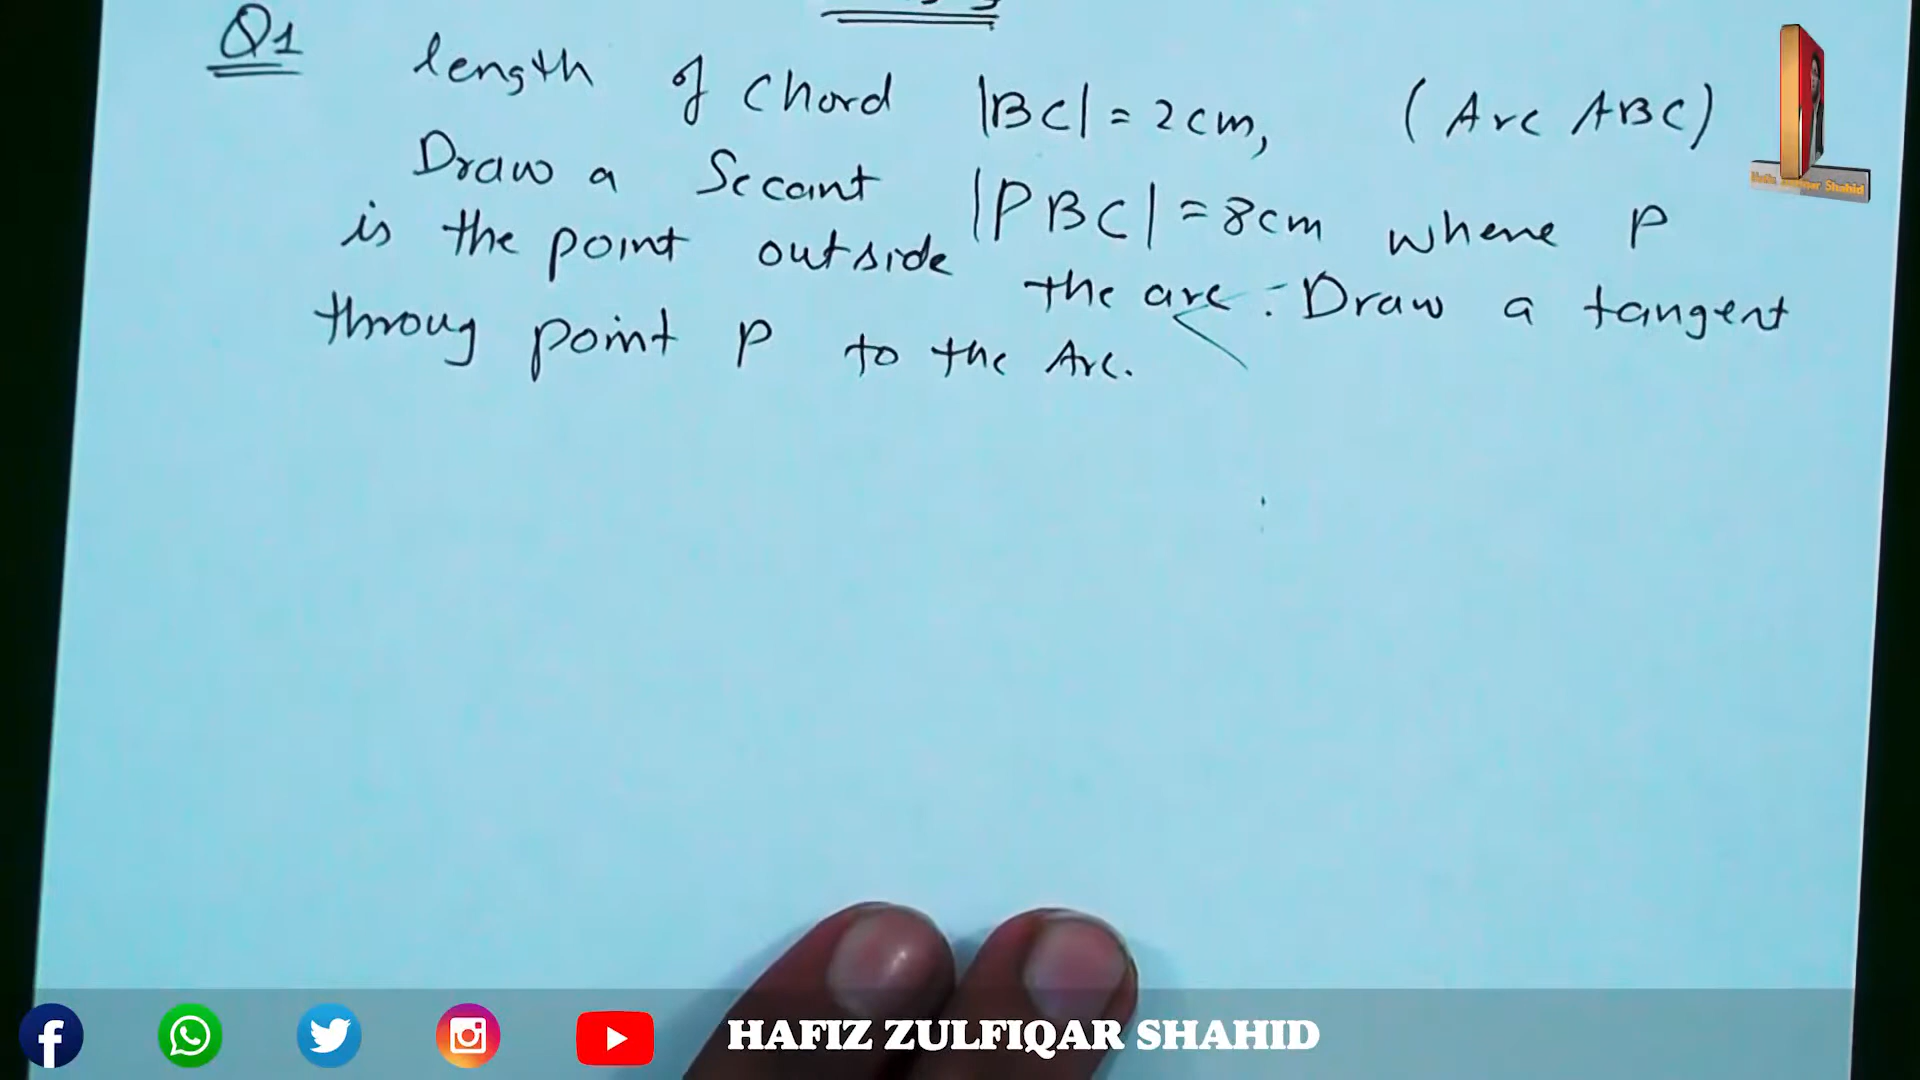 Q1 length of Chord |BC| = 2cm, (Arc ABC)
Draw a Secant |PBC| = 8cm where P
is the point outside the arc. Draw a tangent
throug point P to the Arc.
Shahid
HAFIZ ZULFIQAR SHAHID